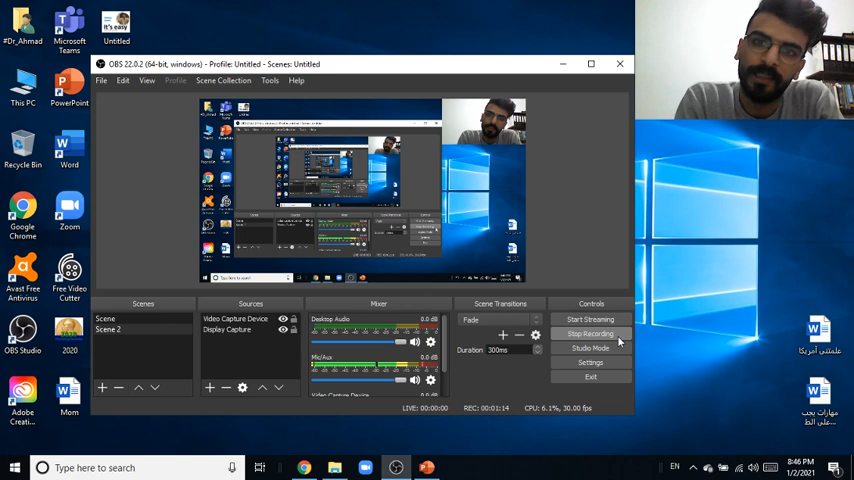 #Dr_Ahmad
Microsoft
Teams
It's easy
Untitled
This PC
PowerPoint
Recycle Bin
Word
Google
Chrome
Zoom
Avast Free
Antivirus
Free Video
Cutter
OBS Studio
2020
Adobe
Creati...
Mom
OBS 22.0.2 (64-bit, windows) - Profile: Untitled - Scenes: Untitled
File Edit View Profile Scene Collection Tools Help
Scenes
Scene
Scene 2
Sources
Video Capture Device
Display Capture
Mixer
Desktop Audio 0.0 dB
Mic/Aux 0.0 dB
Video Capture Device
Scene Transitions
Fade
Duration 300ms
Controls
Start Streaming
Stop Recording
Studio Mode
Settings
Exit
LIVE: 00:00:00 REC: 00:01:14 CPU: 6.1%, 30.00 fps
علمتني أمريكا
مهارات يجب
على الط...
Type here to search
EN
8:46 PM
1/2/2021